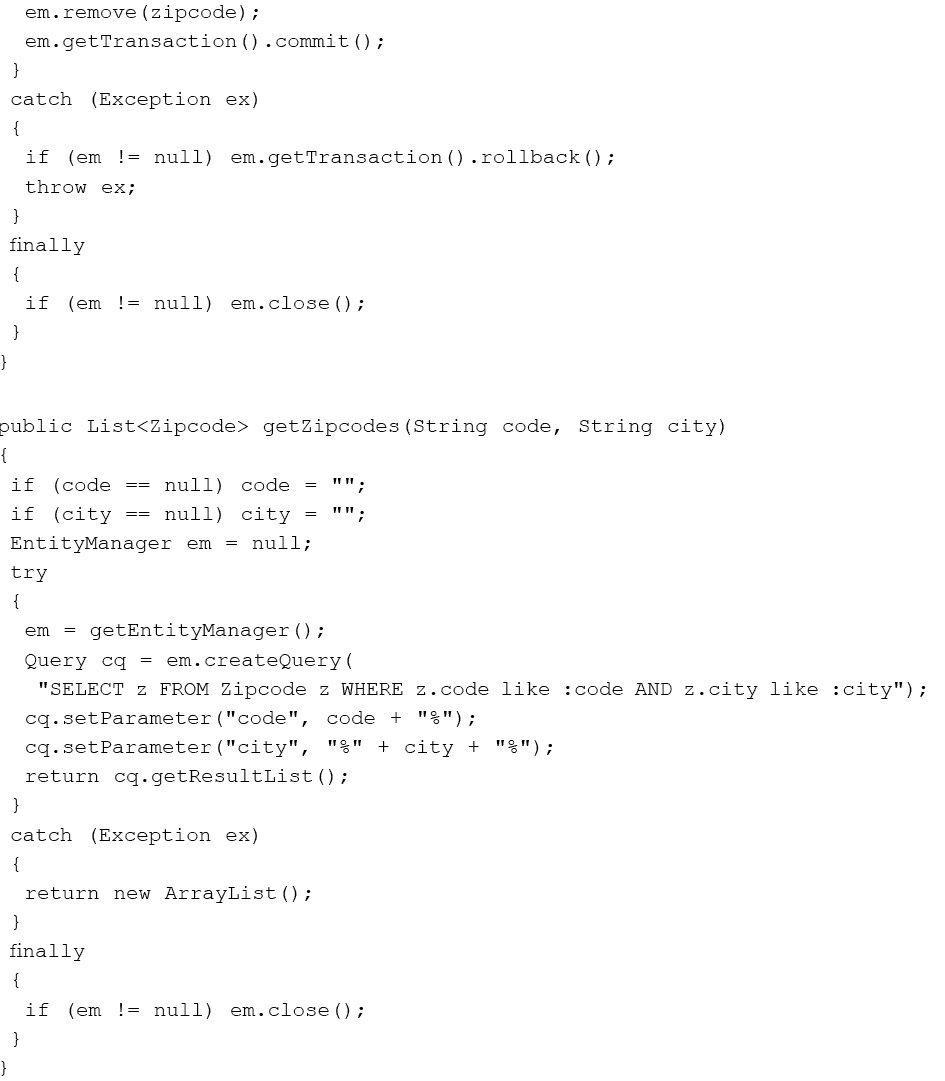 em.remove(zipcode);
em.getTransaction().commit();
}
catch (Exception ex)
{
if (em != null) em.getTransaction().rollback();
throw ex;
}
finally
{
if (em != null) em.close();
}
}
public List<Zipcode> getZipcodes(String code, String city)
{
if (code == null) code = "";
if (city == null) city = "";
EntityManager em = null;
try
{
em = getEntityManager();
Query cq = em.createQuery(
"SELECT z FROM Zipcode z WHERE z.code like :code AND z.city like :city");
cq.setParameter("code", code + "%");
cq.setParameter("city", "%" + city + "%");
return cq.getResultList();
}
catch (Exception ex)
{
return new ArrayList();
}
finally
{
if (em != null) em.close();
}
}